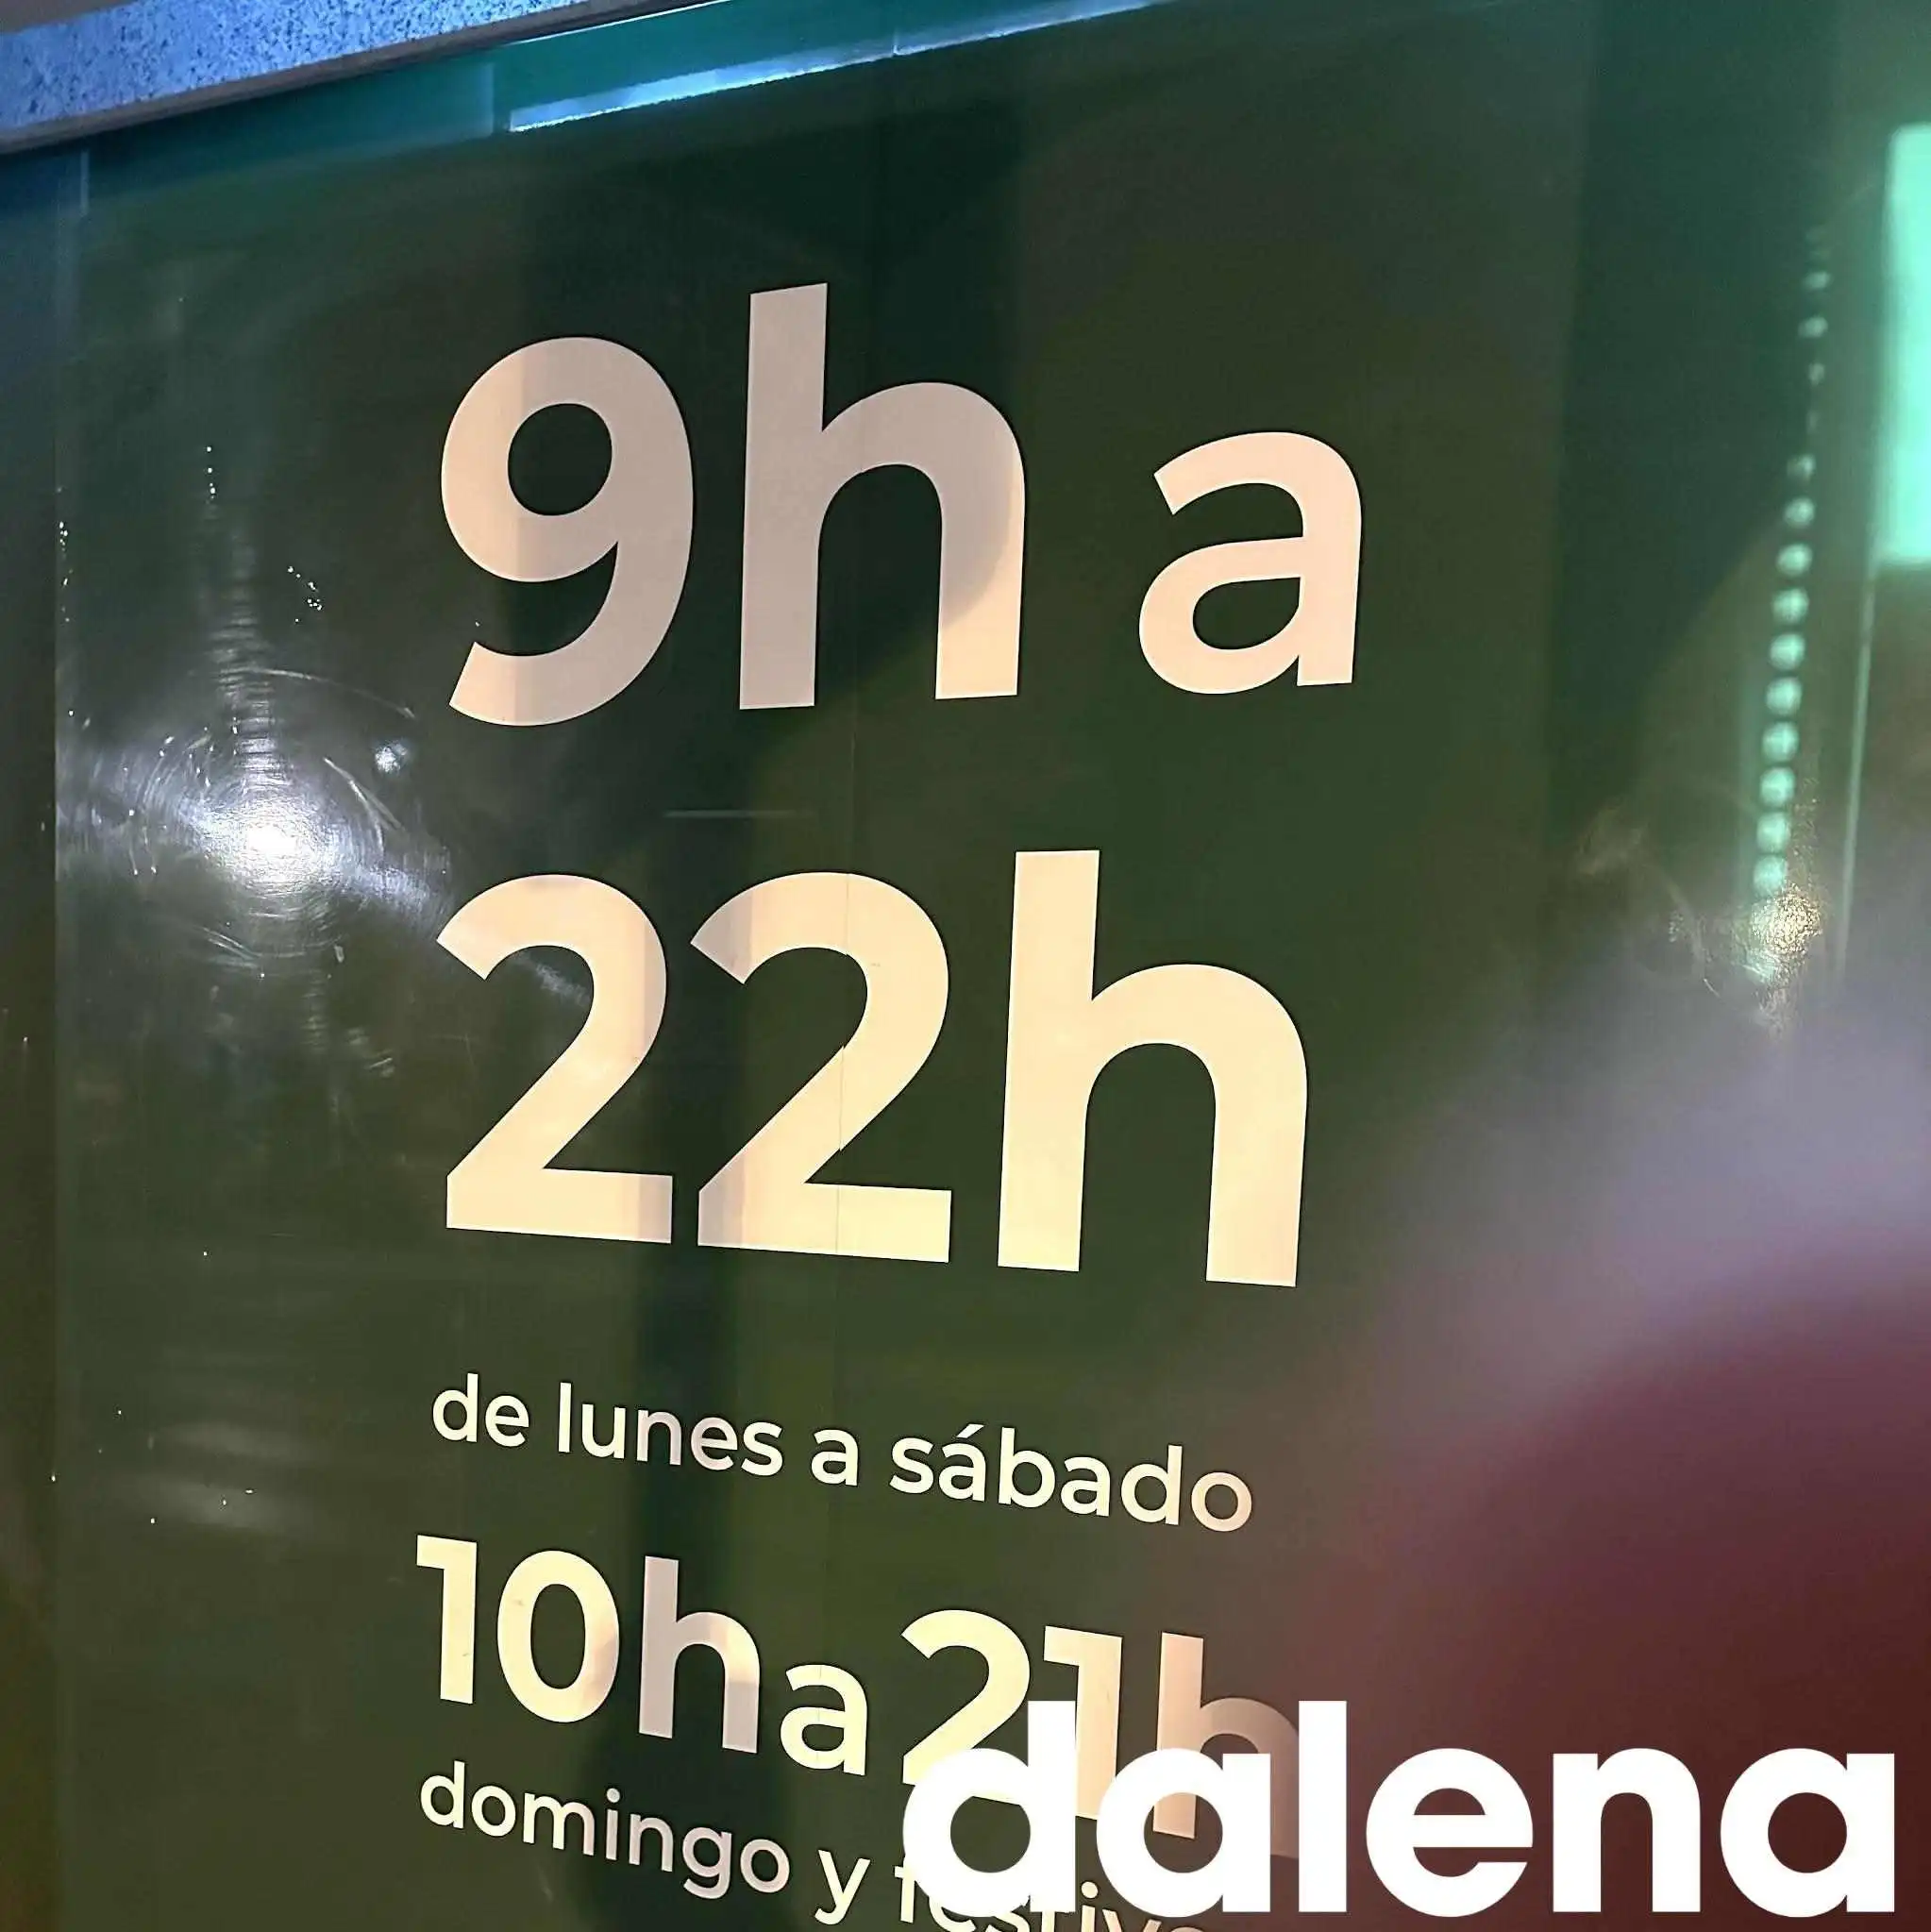 9h a
22h
de lunes a sábado
10h a 21h
domingo y
dalena